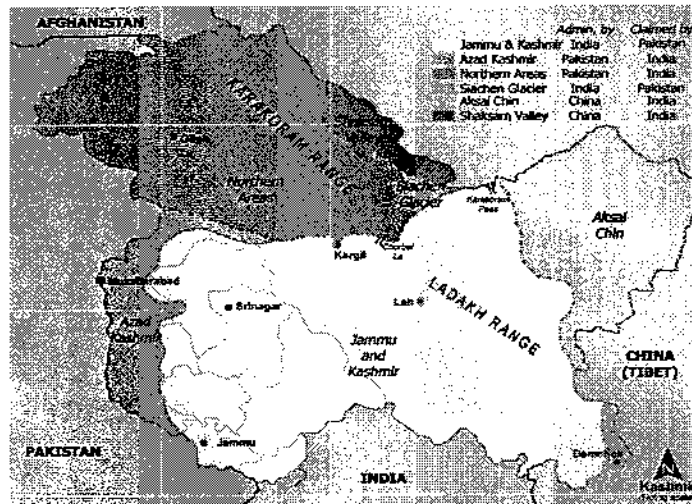 AFGHANISTAN
Admin. by Claimed by
Jammu & Kashmir India Pakistan
Azad Kashmir Pakistan India
Northern Areas Pakistan India
Siachen Glacier India Pakistan
Aksai Chin China India
Shaksam Valley China India
KARAKORAM RANGE
Northern
Areas
Siachen
Glacier
Karakoram
Pass
Aksai
Chin
Kargil
Muzaffarabad
Srinagar
Leh
LADAKH RANGE
Azad
Kashmir
Jammu
and
Kashmir
CHINA
(TIBET)
Jammu
PAKISTAN
INDIA
Demchok
N
Kashmir